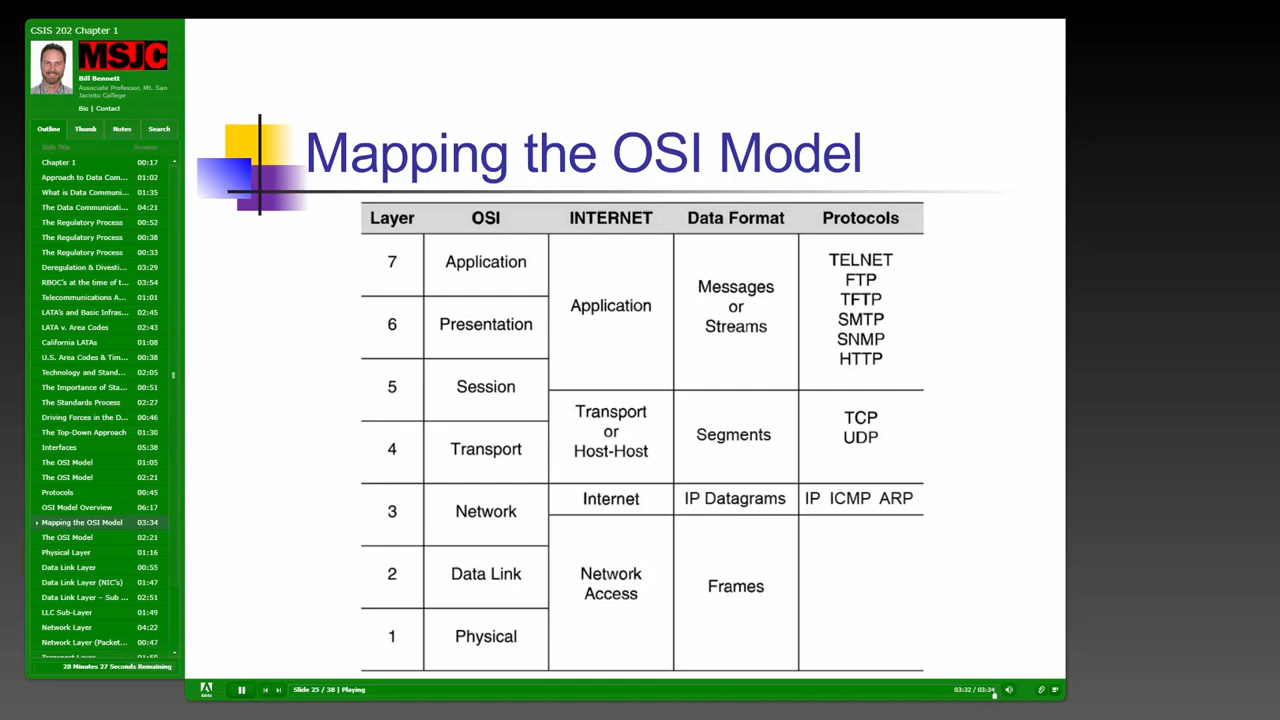 CSIS 202 Chapter 1
MSJC
Bill Bennett
Associate Professor, Mt. San
Jacinto College
Bio | Contact
Outline Thumb Notes Search
Slide Title Duration
Chapter 1 00:17
Approach to Data Com... 01:02
What is Data Communi... 01:35
The Data Communicati... 04:21
The Regulatory Process 00:52
The Regulatory Process 00:38
The Regulatory Process 00:33
Deregulation & Divesti... 03:29
RBOC's at the time of t... 03:54
Telecommunications A... 01:01
LATA's and Basic Infras... 02:45
LATA v. Area Codes 02:43
California LATAs 01:08
U.S. Area Codes & Tim... 00:38
Technology and Stand... 02:05
The Importance of Sta... 00:51
The Standards Process 02:27
Driving Forces in the D... 00:46
The Top-Down Approach 01:30
Interfaces 05:38
The OSI Model 01:05
The OSI Model 02:21
Protocols 00:45
OSI Model Overview 06:17
Mapping the OSI Model 03:34
The OSI Model 02:21
Physical Layer 01:16
Data Link Layer 00:55
Data Link Layer (NIC's) 01:47
Data Link Layer – Sub ... 02:51
LLC Sub-Layer 01:49
Network Layer 04:22
Network Layer (Packet... 00:47
28 Minutes 27 Seconds Remaining
Mapping the OSI Model
Layer OSI INTERNET Data Format Protocols
7 Application
6 Presentation
5 Session
4 Transport
3 Network
2 Data Link
1 Physical
Application
Transport
or
Host-Host
Internet
Network
Access
Messages
or
Streams
Segments
IP Datagrams
Frames
TELNET
FTP
TFTP
SMTP
SNMP
HTTP
TCP
UDP
IP ICMP ARP
Slide 25 / 38 | Playing
03:32 / 03:34